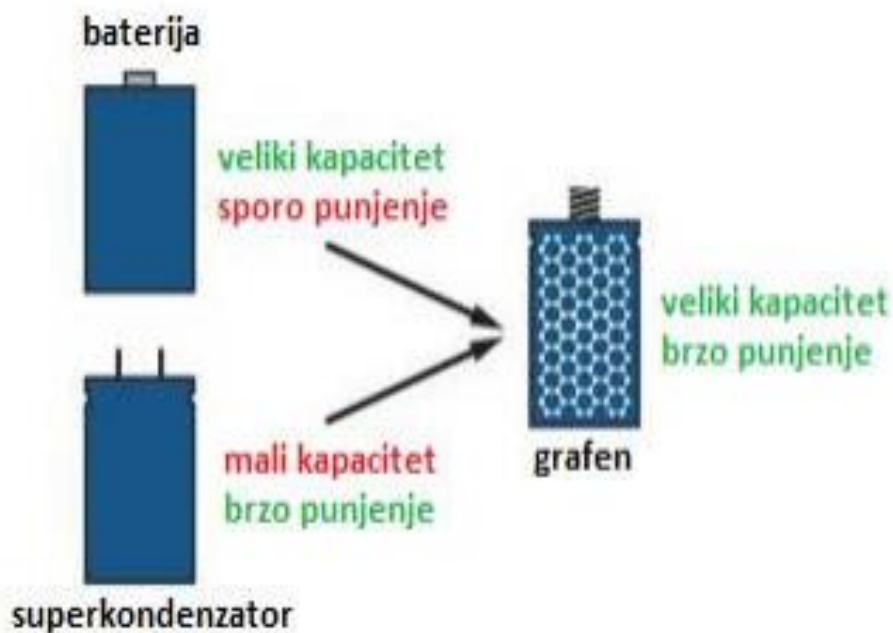 baterija
veliki kapacitet
sporo punjenje
veliki kapacitet
brzo punjenje
grafen
mali kapacitet
brzo punjenje
superkondenzator